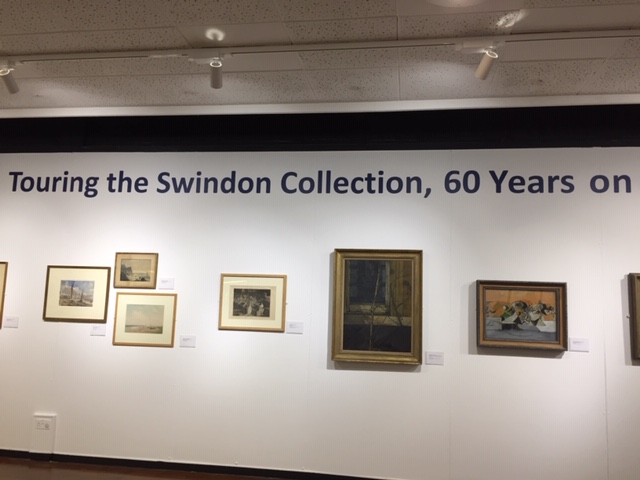 Touring the Swindon Collection, 60 Years on